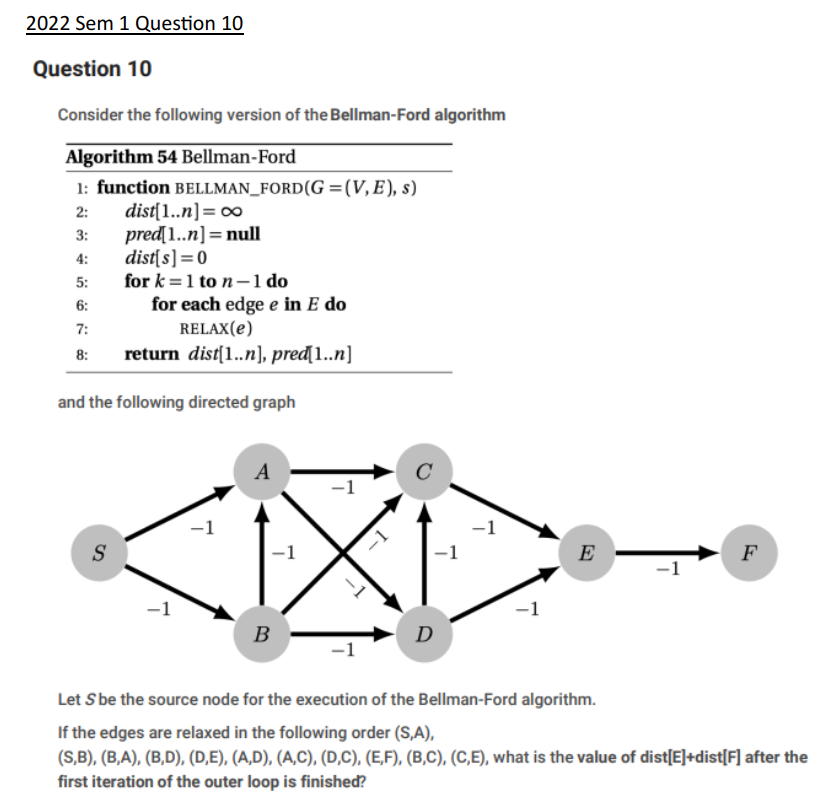 2022 Sem 1 Question 10
Question 10
Consider the following version of the Bellman-Ford algorithm
Algorithm 54 Bellman-Ford
1: function BELLMAN_FORD(G = (V, E), s)
2: dist[1..n] = ∞
3: pred[1..n] = null
4: dist[s] = 0
5: for k = 1 to n − 1 do
6: for each edge e in E do
7: RELAX(e)
8: return dist[1..n], pred[1..n]
and the following directed graph
A
C
−1
−1
−1
−1
S
−1
−1
E
F
−1
−1
−1
−1
B
D
−1
Let S be the source node for the execution of the Bellman-Ford algorithm.
If the edges are relaxed in the following order (S,A),
(S,B), (B,A), (B,D), (D,E), (A,D), (A,C), (D,C), (E,F), (B,C), (C,E), what is the value of dist[E]+dist[F] after the
first iteration of the outer loop is finished?